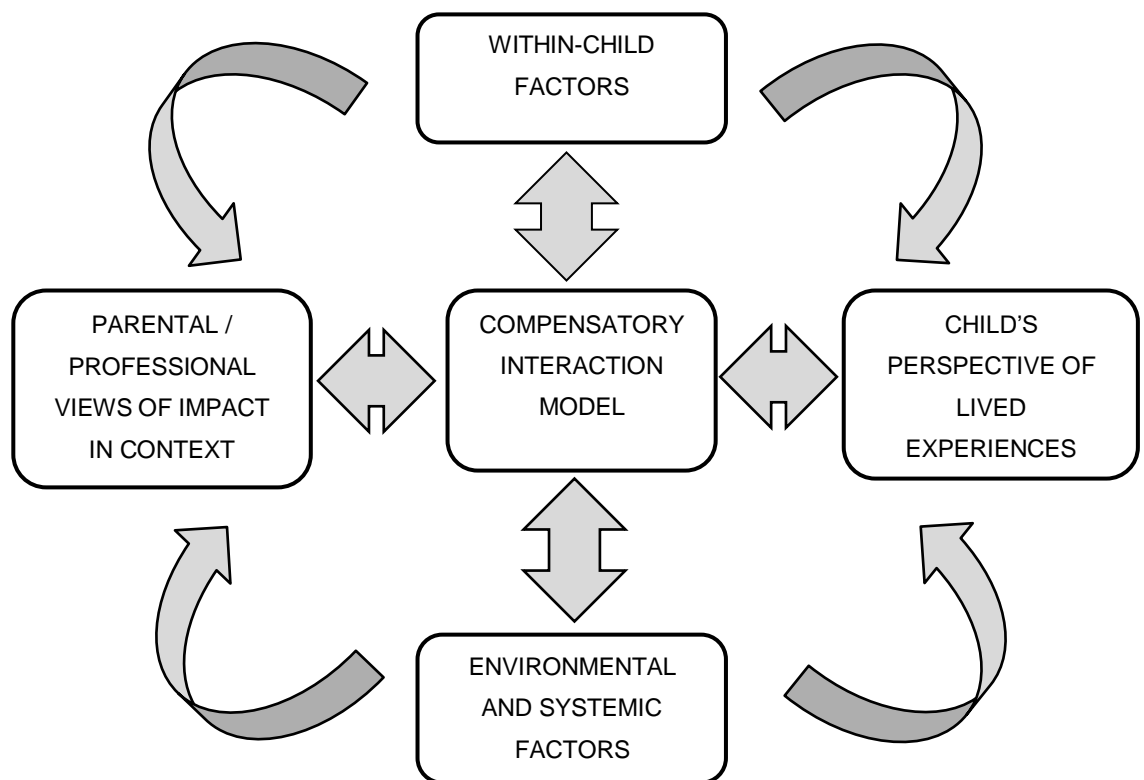 WITHIN-CHILD
FACTORS
PARENTAL /
PROFESSIONAL
VIEWS OF IMPACT
IN CONTEXT
COMPENSATORY
INTERACTION
MODEL
CHILD’S
PERSPECTIVE OF
LIVED
EXPERIENCES
ENVIRONMENTAL
AND SYSTEMIC
FACTORS